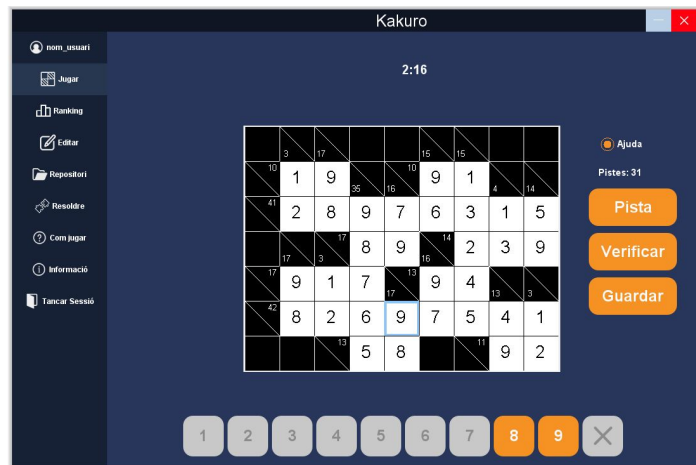 Kakuro
nom_usuari
Jugar
Ranking
Editar
Repositori
Resoldre
Com jugar
Informació
Tancar Sessió
2:16
3 17 15 15
10 1 9 35 16 10 9 1 4 14
41 2 8 9 7 6 3 1 5
17 3 17 8 9 16 14 2 3 9
17 9 1 7 17 13 9 4 13 3
42 8 2 6 9 7 5 4 1
13 5 8 11 9 2
Ajuda
Pistes: 31
Pista
Verificar
Guardar
1 2 3 4 5 6 7 8 9